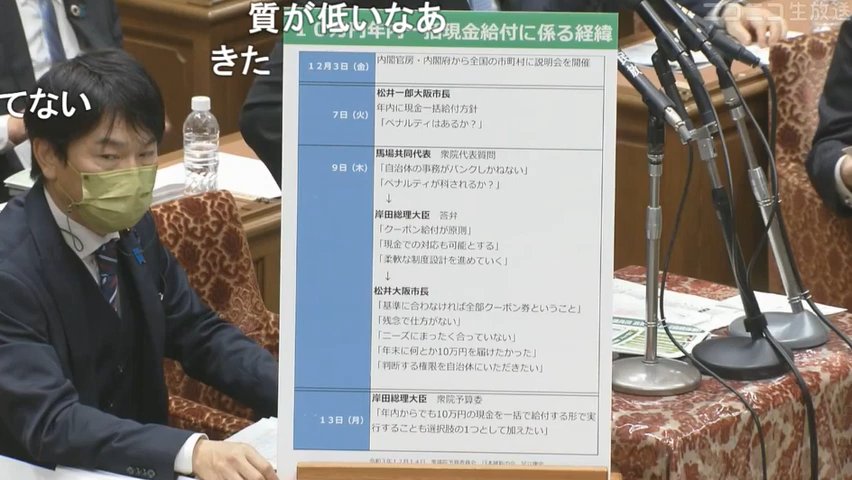 ニコニコ生放送
質が低いなあ
きた
てない
10万円年内一括現金給付に係る経緯
12月3日(金)
内閣官房・内閣府から全国の市町村に説明会を開催
7日(火)
松井一郎大阪市長
年内に現金一括給付方針
「ペナルティはあるか？」
9日(木)
馬場共同代表 衆院代表質問
「自治体の事務がパンクしかねない」
「ペナルティが科されるか？」
↓
岸田総理大臣 答弁
「クーポン給付が原則」
「現金での対応も可能とする」
「柔軟な制度設計を進めていく」
↓
松井大阪市長
「基準に合わなければ全部クーポン券ということ」
「残念で仕方がない」
「ニーズにまったく合っていない」
「年末に何とか10万円を届けたかった」
「判断する権限を自治体にいただきたい」
13日(月)
岸田総理大臣 衆院予算委
「年内からでも10万円の現金を一括で給付する形で実
行することも選択肢の1つとして加えたい」